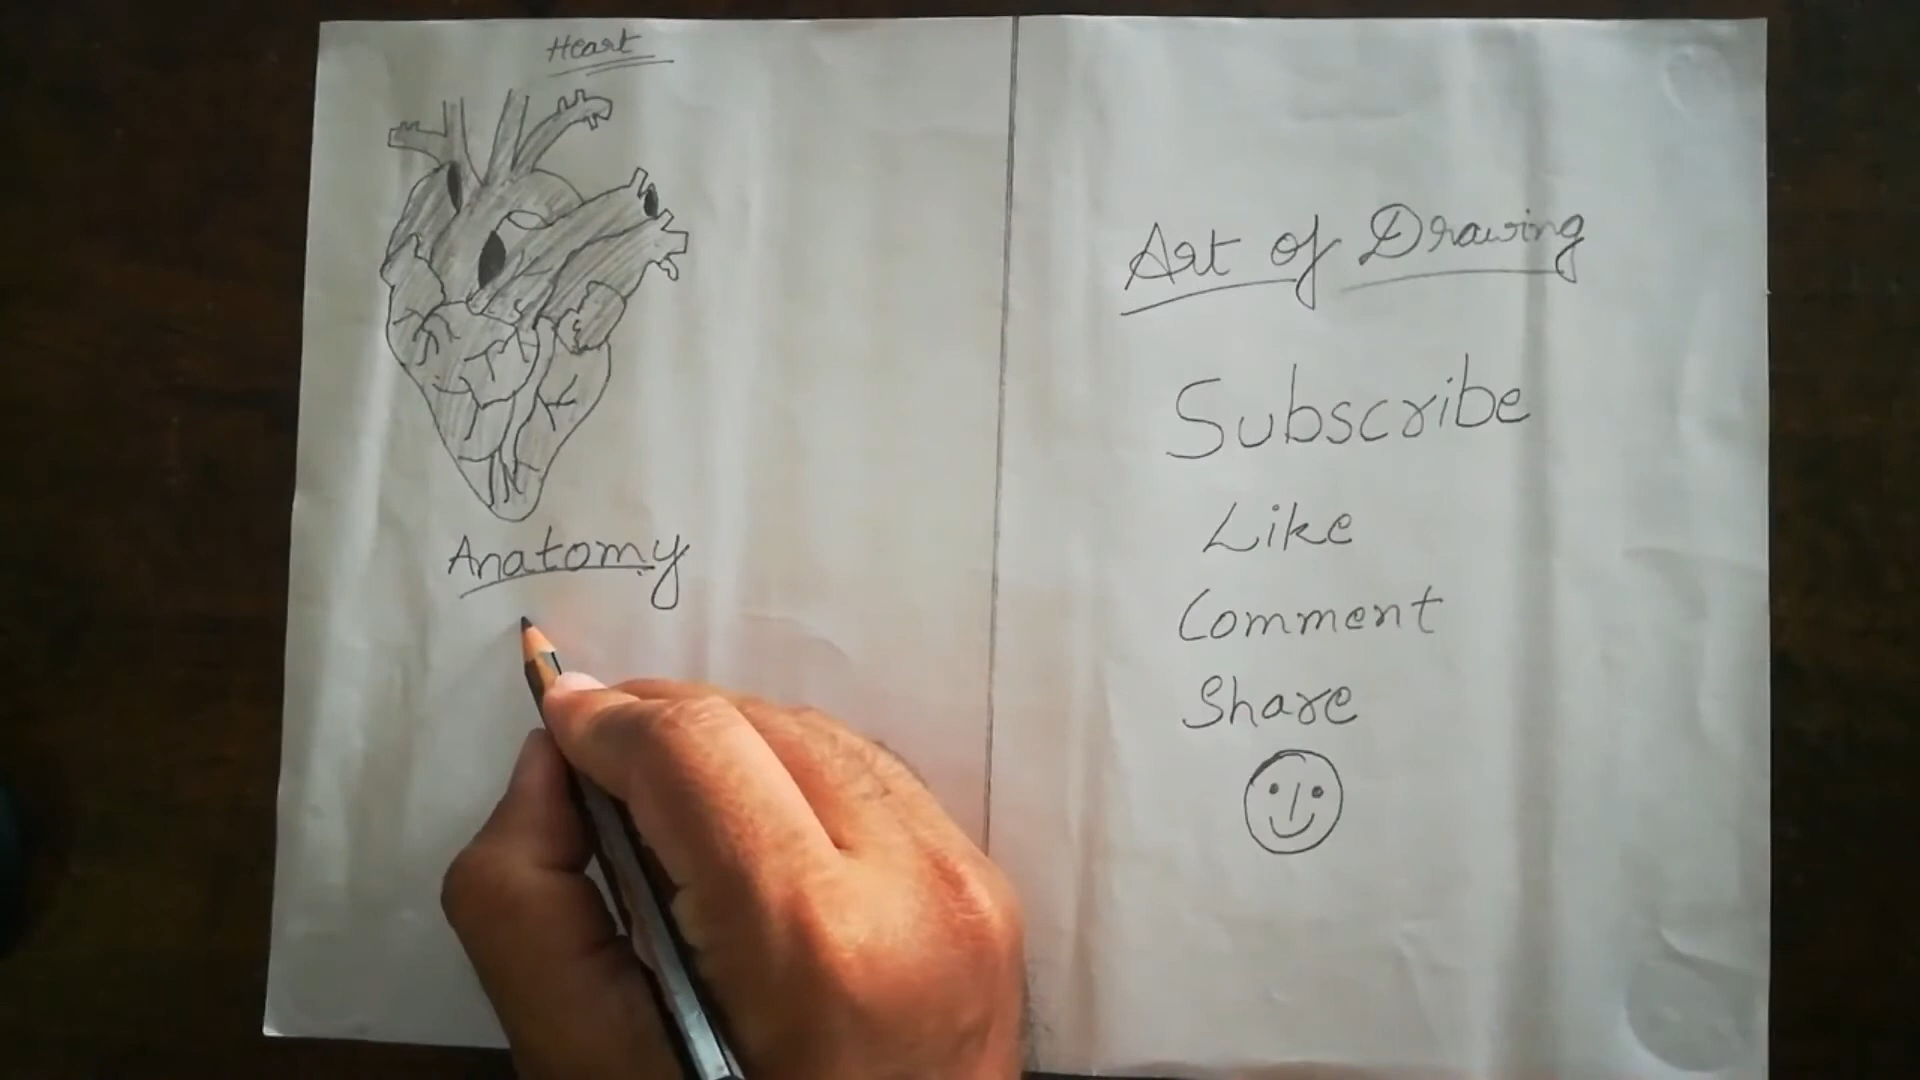 Heart
Anatomy
Art of Drawing
Subscribe
Like
Comment
Share